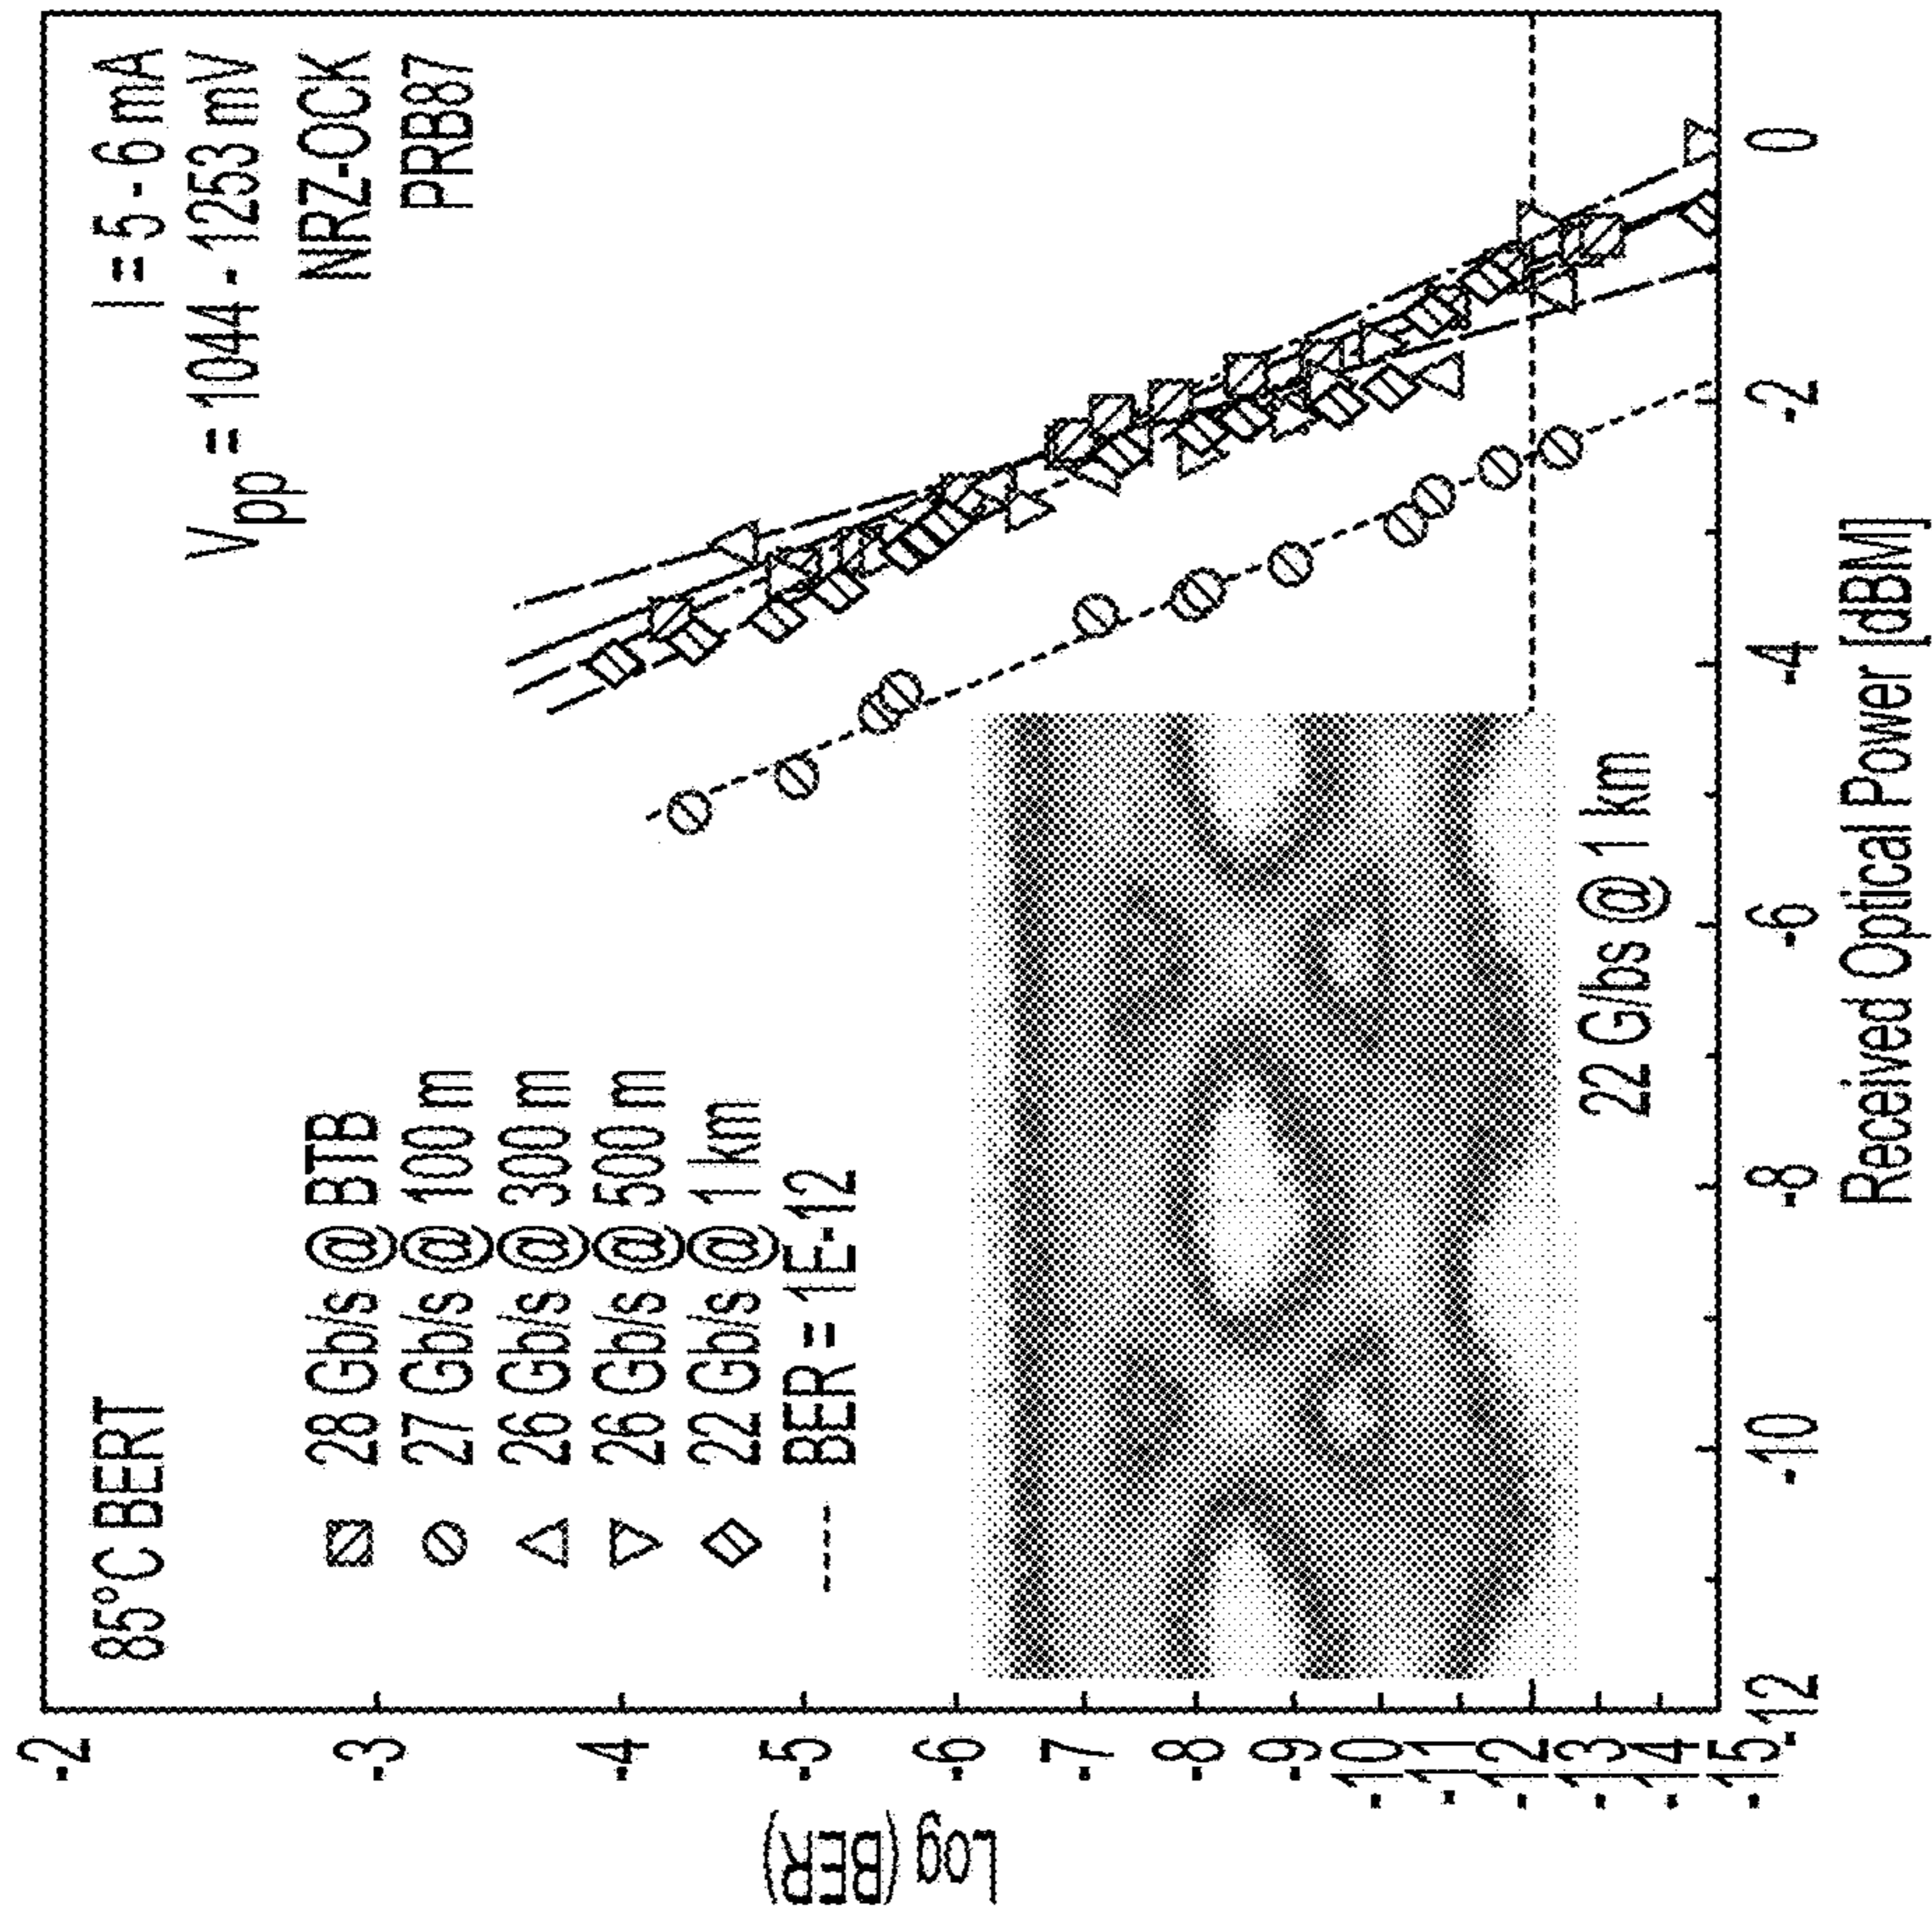 85°C BERT
I = 5 - 6 mA
Vpp = 1044 - 1253 mV
NRZ-OCK
PRB87
28 Gb/s @ BTB
27 Gb/s @ 100 m
26 Gb/s @ 300 m
26 Gb/s @ 500 m
22 Gb/s @ 1 km
BER = 1E-12
22 G/bs @ 1 km
Log (BER)
-2
-3
-4
-5
-6
-7
-8
-9
-10
-11
-12
-13
-14
-15
-12
-10
-8
-6
-4
-2
0
Received Optical Power [dBM]